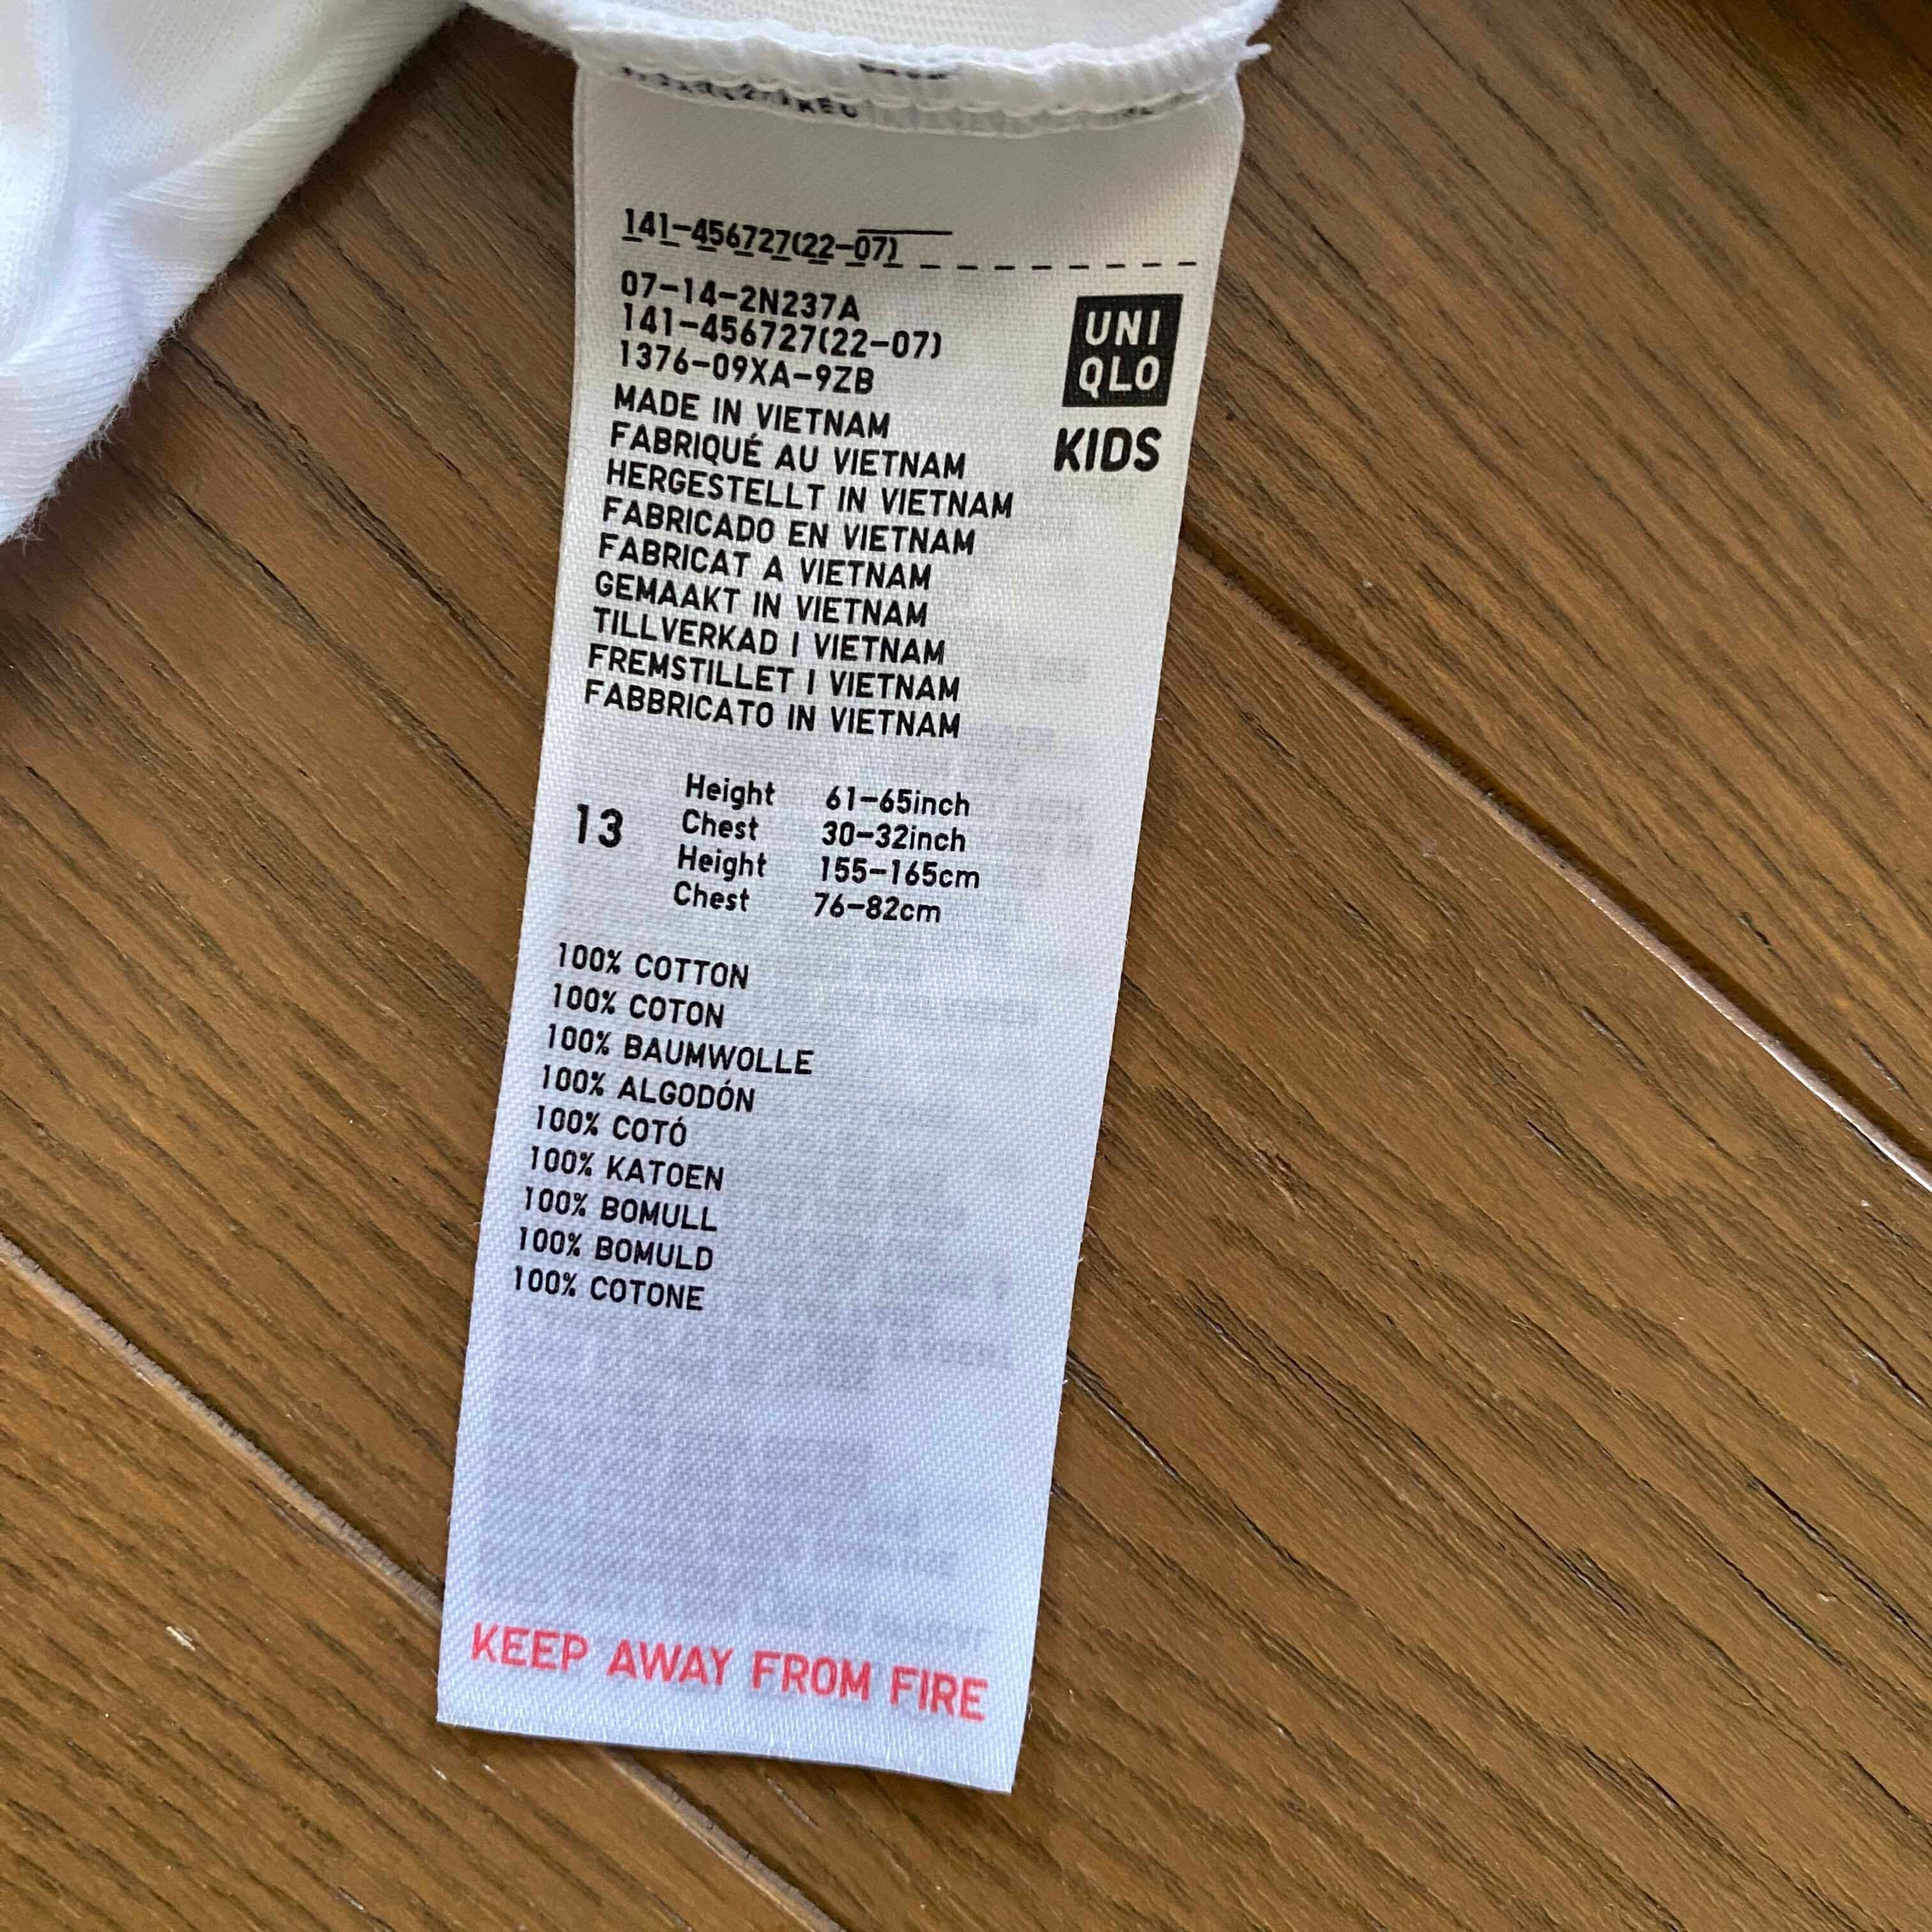 141-456727(22-07)
07-14-2N237A
141-456727(22-07)
1376-09XA-9ZB
UNI
QLO
KIDS
MADE IN VIETNAM
FABRIQUÉ AU VIETNAM
HERGESTELLT IN VIETNAM
FABRICADO EN VIETNAM
FABRICAT A VIETNAM
GEMAAKT IN VIETNAM
TILLVERKAD I VIETNAM
FREMSTILLET I VIETNAM
FABBRICATO IN VIETNAM
13
Height 61-65inch
Chest 30-32inch
Height 155-165cm
Chest 76-82cm
100% COTTON
100% COTON
100% BAUMWOLLE
100% ALGODÓN
100% COTÓ
100% KATOEN
100% BOMULL
100% BOMULD
100% COTONE
KEEP AWAY FROM FIRE